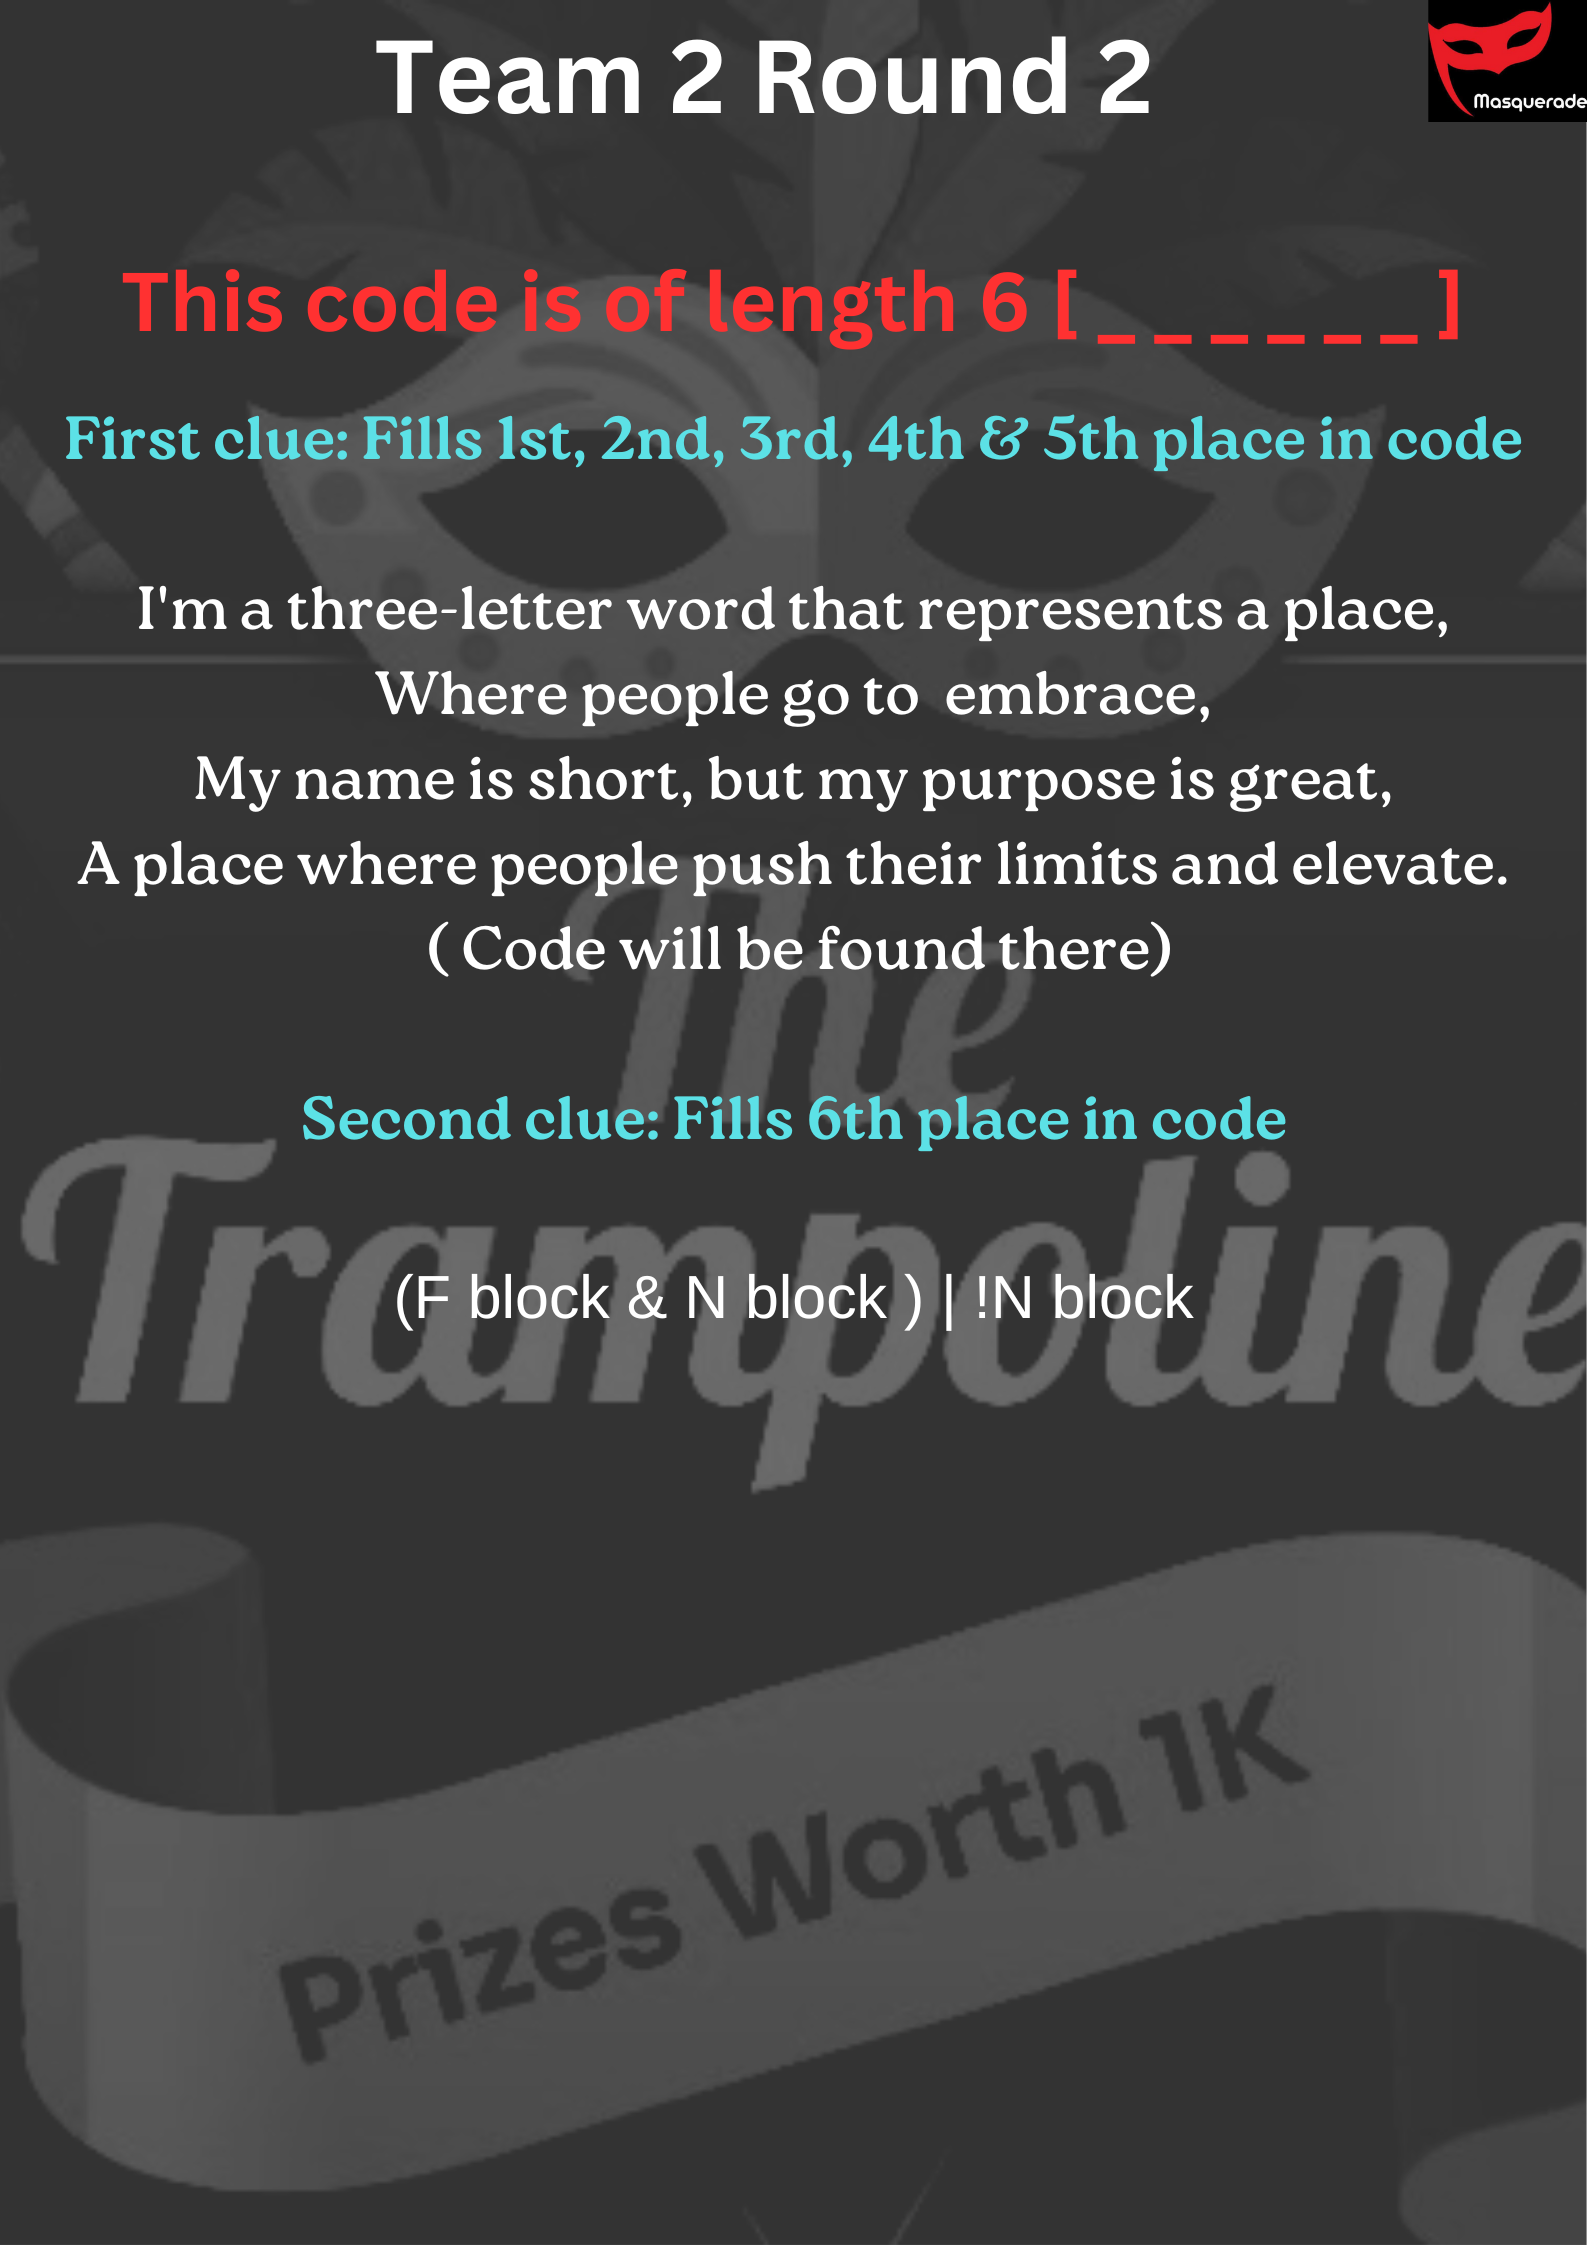 Team 2 Round 2
Masquerade
This code is of length 6 [ _ _ _ _ _ _ ]
First clue: Fills 1st, 2nd, 3rd, 4th & 5th place in code
I'm a three-letter word that represents a place,
Where people go to embrace,
My name is short, but my purpose is great,
A place where people push their limits and elevate.
( Code will be found there)
The
Second clue: Fills 6th place in code
Trampoline
(F block & N block ) | !N block
Prizes Worth 1K